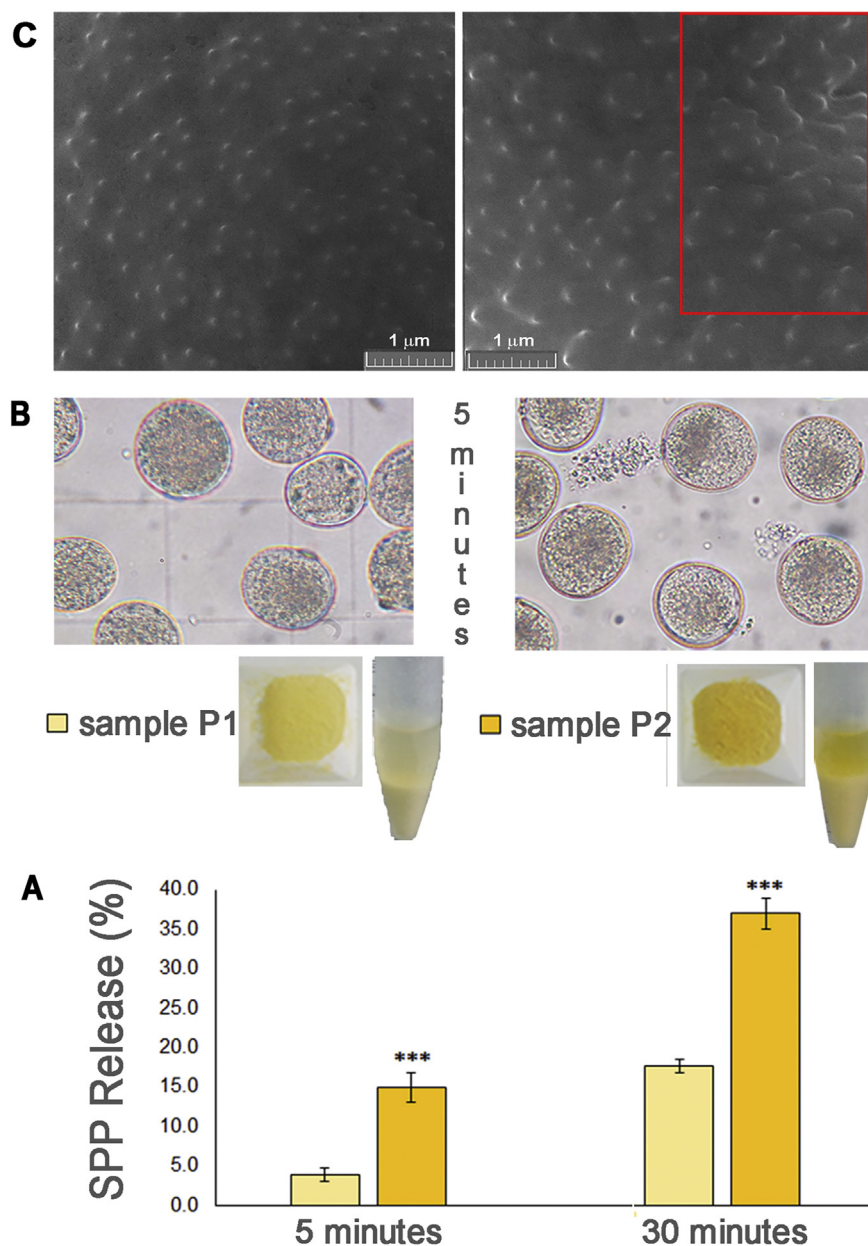 C
1 μm
1 μm
B
5 minutes
sample P1
sample P2
A
SPP Release (%)
40.0
35.0
30.0
25.0
20.0
15.0
10.0
5.0
0.0
***
***
5 minutes
30 minutes